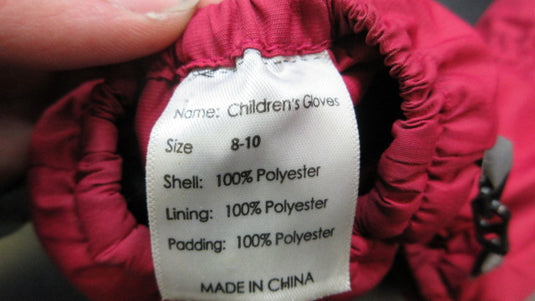 Name: Children's Gloves
Size 8-10
Shell: 100% Polyester
Lining: 100% Polyester
Padding: 100% Polyester
MADE IN CHINA